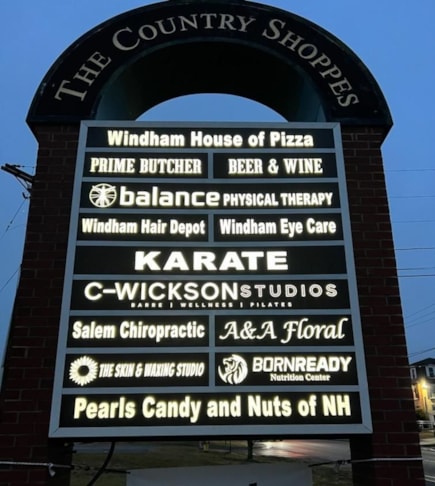 THE COUNTRY SHOPPES
Windham House of Pizza
PRIME BUTCHER BEER & WINE
balance PHYSICAL THERAPY
Windham Hair Depot Windham Eye Care
KARATE
C-WICKSON STUDIOS
BARRE | WELLNESS | PILATES
Salem Chiropractic A&A Floral
THE SKIN & WAXING STUDIO BORNREADY
Nutrition Center
Pearls Candy and Nuts of NH